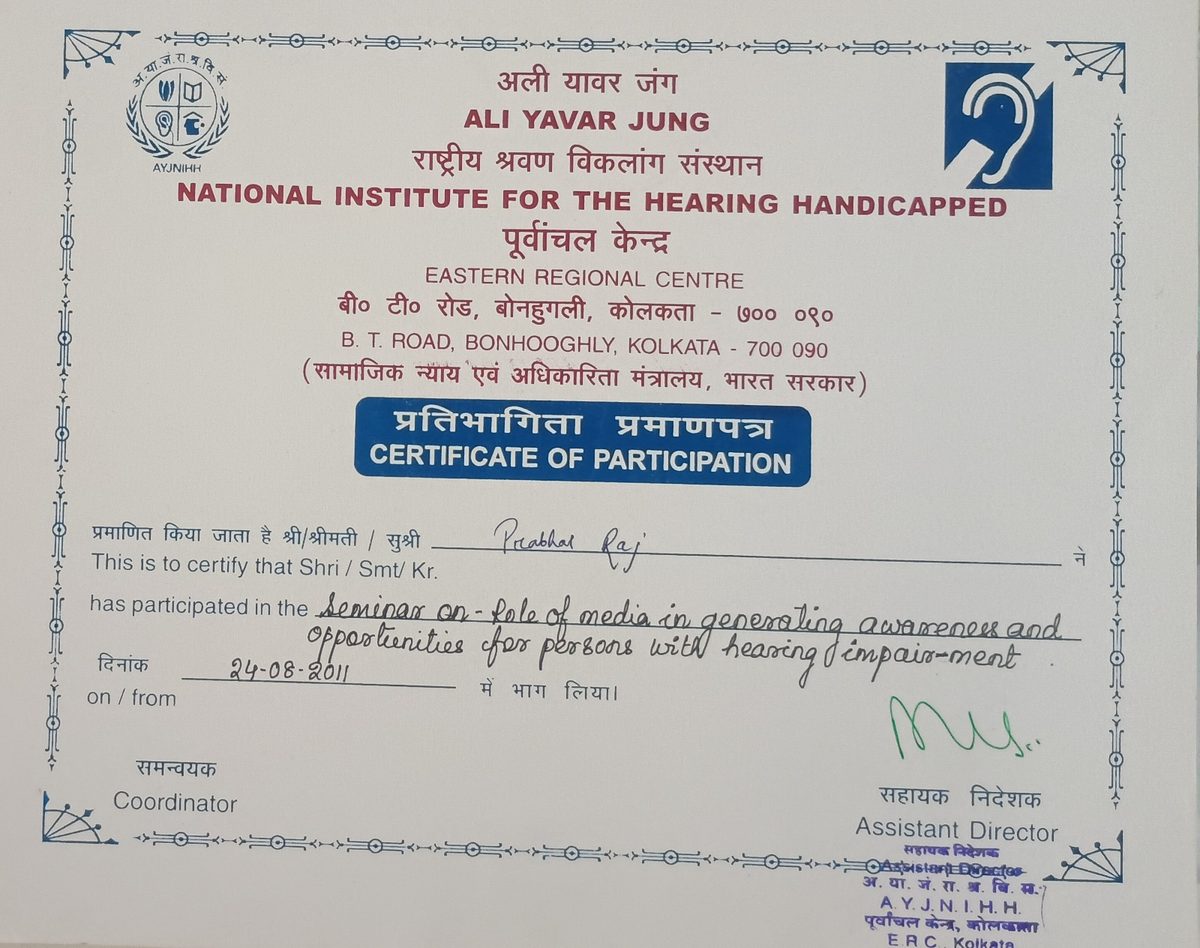 अ.या.जं.रा.श्र.वि.सं
AYJNIHH
अली यावर जंग
ALI YAVAR JUNG
राष्ट्रीय श्रवण विकलांग संस्थान
NATIONAL INSTITUTE FOR THE HEARING HANDICAPPED
पूर्वांचल केन्द्र
EASTERN REGIONAL CENTRE
बी० टी० रोड, बोनहुगली, कोलकता - ७०० ०९०
B. T. ROAD, BONHOOGHLY, KOLKATA - 700 090
(सामाजिक न्याय एवं अधिकारिता मंत्रालय, भारत सरकार)
प्रतिभागिता प्रमाणपत्र
CERTIFICATE OF PARTICIPATION
प्रमाणित किया जाता है श्री/श्रीमती / सुश्री Prabhat Raj ने
This is to certify that Shri / Smt/ Kr.
has participated in the Seminar on - Role of media in generating awareness and
opportunities for persons with hearing impair-ment .
दिनांक 24-08-2011 में भाग लिया।
on / from
समन्वयक
Coordinator
सहायक निदेशक
Assistant Director
सहायक निदेशक
Assistant Director
अ. या. जं. रा. श्र. वि. स.
A. Y. J. N. I. H. H.
पूर्वांचल केन्द्र, कोलकाता
E.R.C., Kolkata